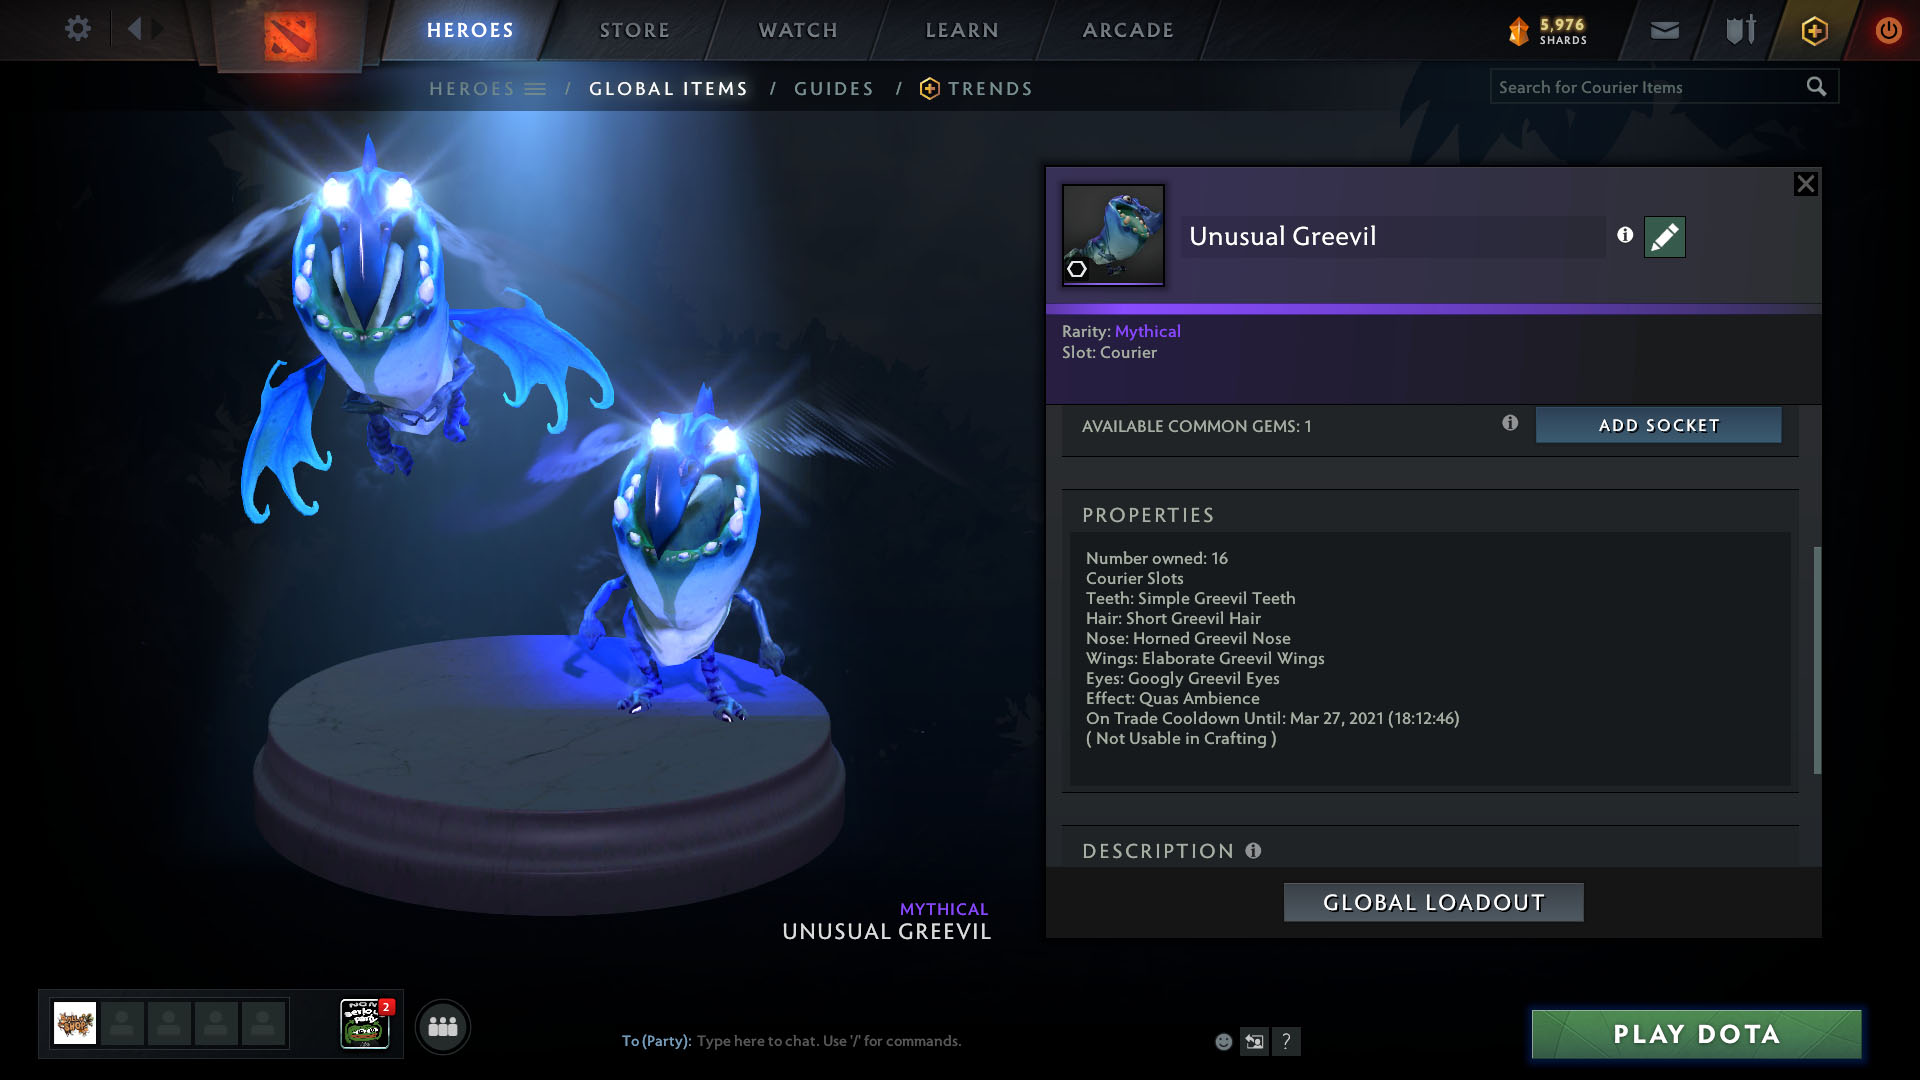 HEROES
STORE
WATCH
LEARN
ARCADE
5,976
SHARDS
HEROES / GLOBAL ITEMS / GUIDES / TRENDS
Search for Courier Items
Unusual Greevil
Rarity: Mythical
Slot: Courier
AVAILABLE COMMON GEMS: 1
ADD SOCKET
PROPERTIES
Number owned: 16
Courier Slots
Teeth: Simple Greevil Teeth
Hair: Short Greevil Hair
Nose: Horned Greevil Nose
Wings: Elaborate Greevil Wings
Eyes: Googly Greevil Eyes
Effect: Quas Ambience
On Trade Cooldown Until: Mar 27, 2021 (18:12:46)
( Not Usable in Crafting )
DESCRIPTION
GLOBAL LOADOUT
MYTHICAL
UNUSUAL GREEVIL
2
To (Party): Type here to chat. Use '/' for commands.
?
PLAY DOTA